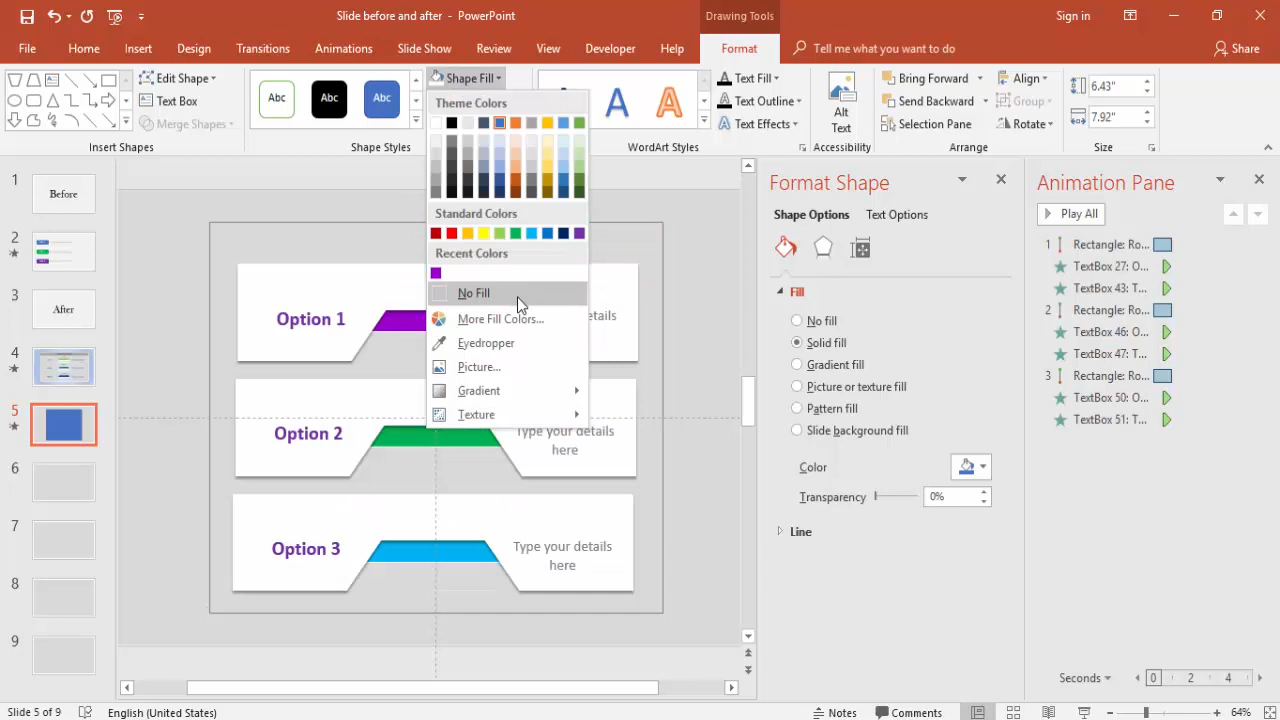 Slide before and after - PowerPoint
Drawing Tools
Sign in
File
Home
Insert
Design
Transitions
Animations
Slide Show
Review
View
Developer
Help
Format
Tell me what you want to do
Share
Edit Shape
Text Box
Merge Shapes
Insert Shapes
Abc
Abc
Abc
Shape Styles
Shape Fill
A
A
Text Fill
Text Outline
Text Effects
WordArt Styles
Alt
Text
Accessibility
Bring Forward
Send Backward
Selection Pane
Align
Group
Rotate
Arrange
6.43"
7.92"
Size
Theme Colors
Standard Colors
Recent Colors
No Fill
More Fill Colors...
Eyedropper
Picture...
Gradient
Texture
1
Before
2
3
After
4
5
6
7
8
9
Option 1
etails
Option 2
Type your details
here
Option 3
Type your details
here
Format Shape
Shape Options
Text Options
Fill
No fill
Solid fill
Gradient fill
Picture or texture fill
Pattern fill
Slide background fill
Color
Transparency
0%
Line
Animation Pane
Play All
1 Rectangle: Ro...
TextBox 27: O...
TextBox 43: T...
2 Rectangle: Ro...
TextBox 46: O...
TextBox 47: T...
3 Rectangle: Ro...
TextBox 50: O...
TextBox 51: T...
Seconds
0 2 4
Slide 5 of 9
English (United States)
Notes
Comments
64%